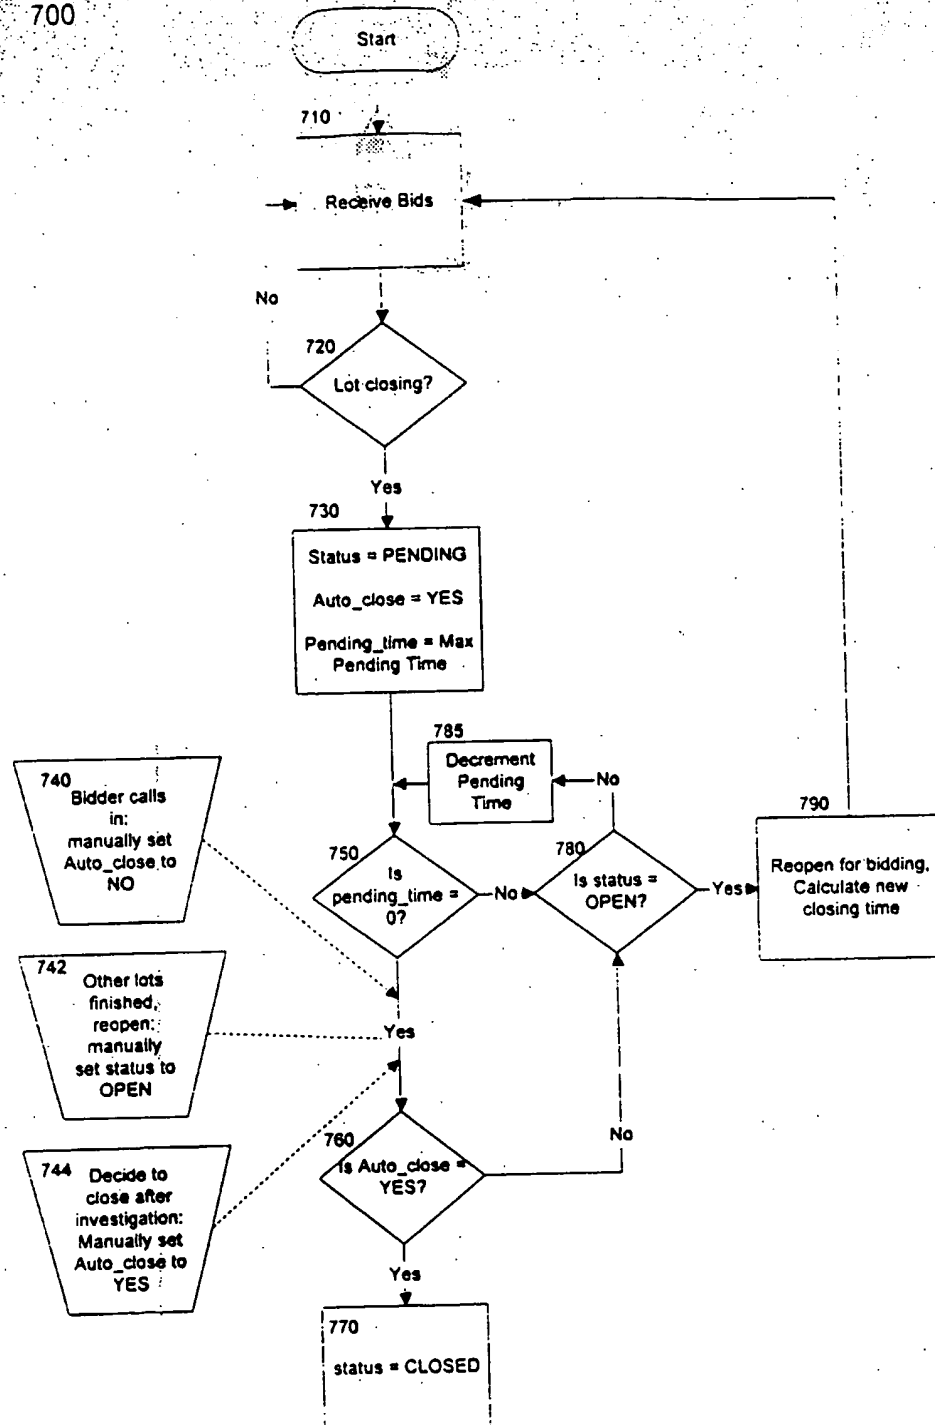 700
Start
710
Receive Bids
No
720
Lot closing?
Yes
730
Status = PENDING
Auto_close = YES
Pending_time = Max
Pending Time
785
Decrement
Pending
Time
No
740
Bidder calls
in:
manually set
Auto_close to
NO
750
Is
pending_time =
0?
No
780
Is status =
OPEN?
Yes
790
Reopen for bidding,
Calculate new
closing time
742
Other lots
finished,
reopen:
manually
set status to
OPEN
Yes
744
Decide to
close after
investigation:
Manually set
Auto_close to
YES
760
Is Auto_close =
YES?
No
Yes
770
status = CLOSED